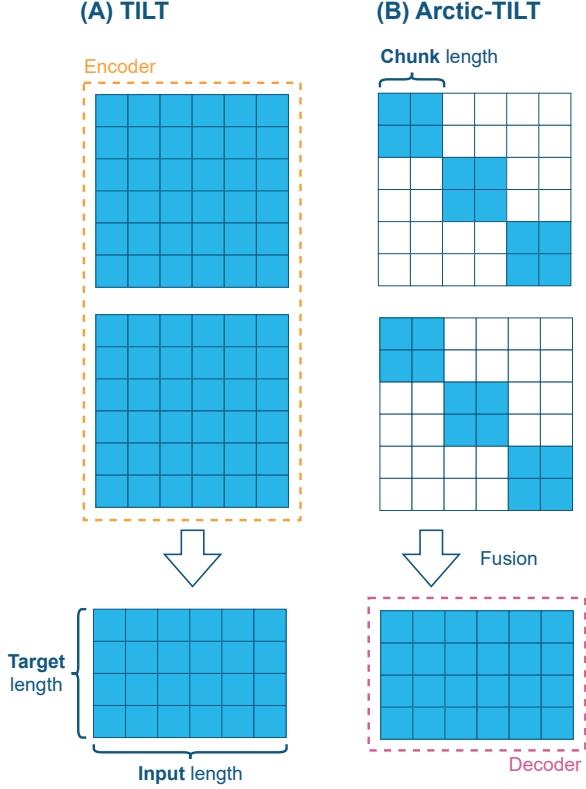 (A) TILT
(B) Arctic-TILT
Encoder
Chunk length
Fusion
Target
length
Input length
Decoder